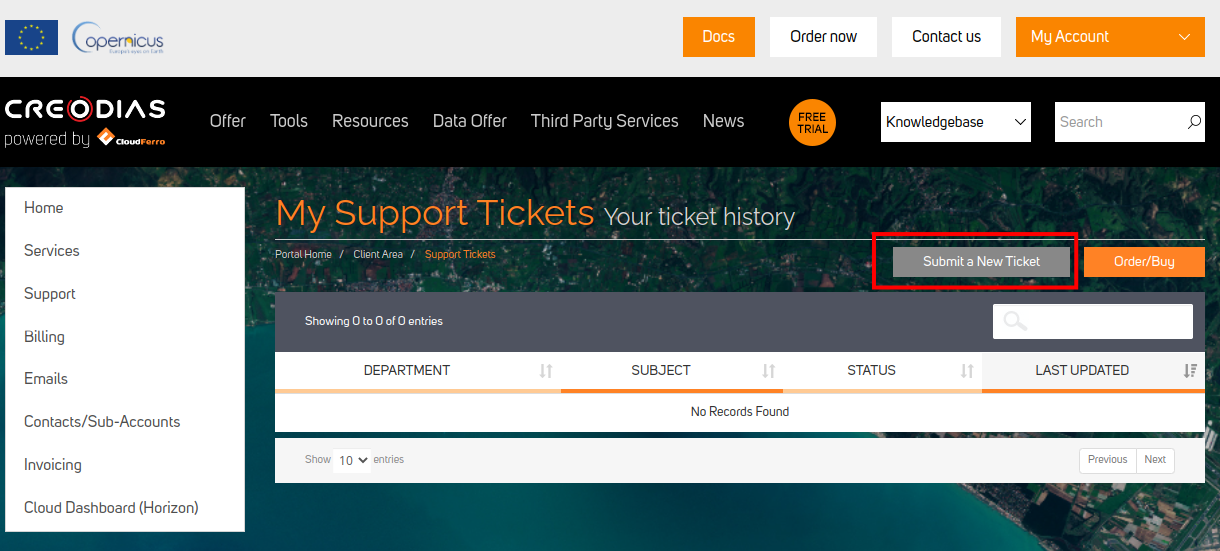 Copernicus
Europe's eyes on Earth
Docs
Order now
Contact us
My Account
CREODIAS
powered by CloudFerro
Offer
Tools
Resources
Data Offer
Third Party Services
News
FREE
TRIAL
Knowledgebase
Search
Home
Services
Support
Billing
Emails
Contacts/Sub-Accounts
Invoicing
Cloud Dashboard (Horizon)
My Support Tickets Your ticket history
Portal Home / Client Area / Support Tickets
Submit a New Ticket
Order/Buy
Showing 0 to 0 of 0 entries
DEPARTMENT
SUBJECT
STATUS
LAST UPDATED
No Records Found
Show 10 entries
Previous
Next